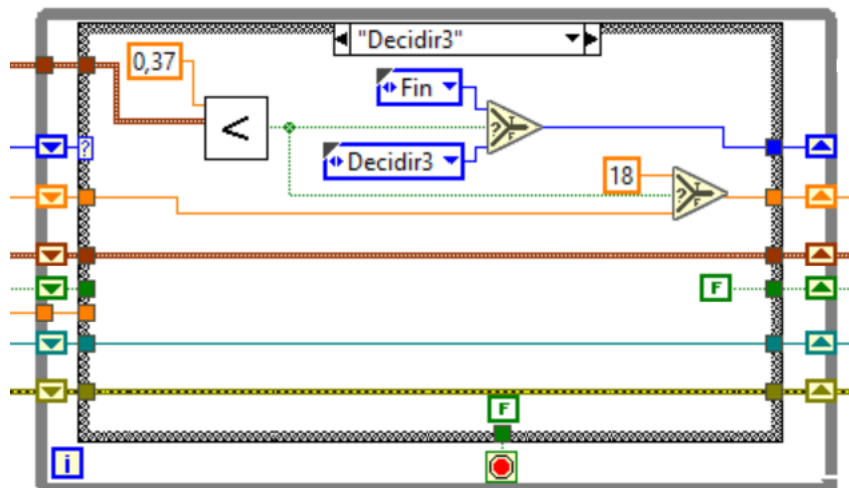 "Decidir3"
0,37
<
Fin
?
T
F
?
Decidir3
18
T
?
F
F
F
i